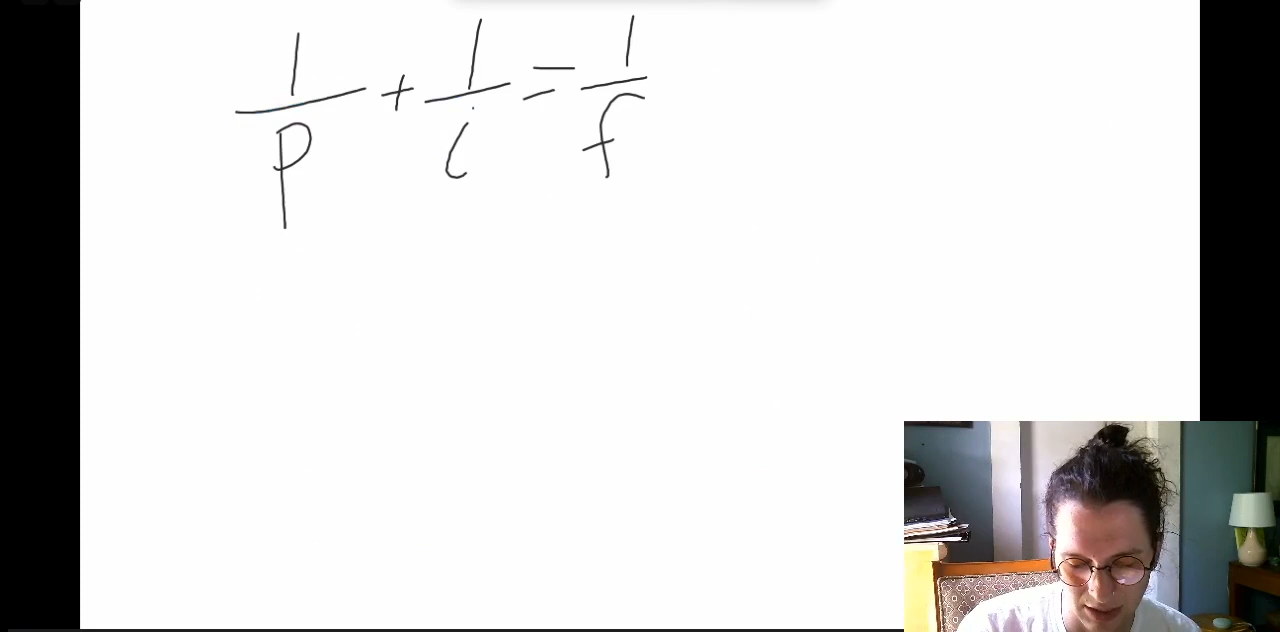 1/p + 1/i = 1/f